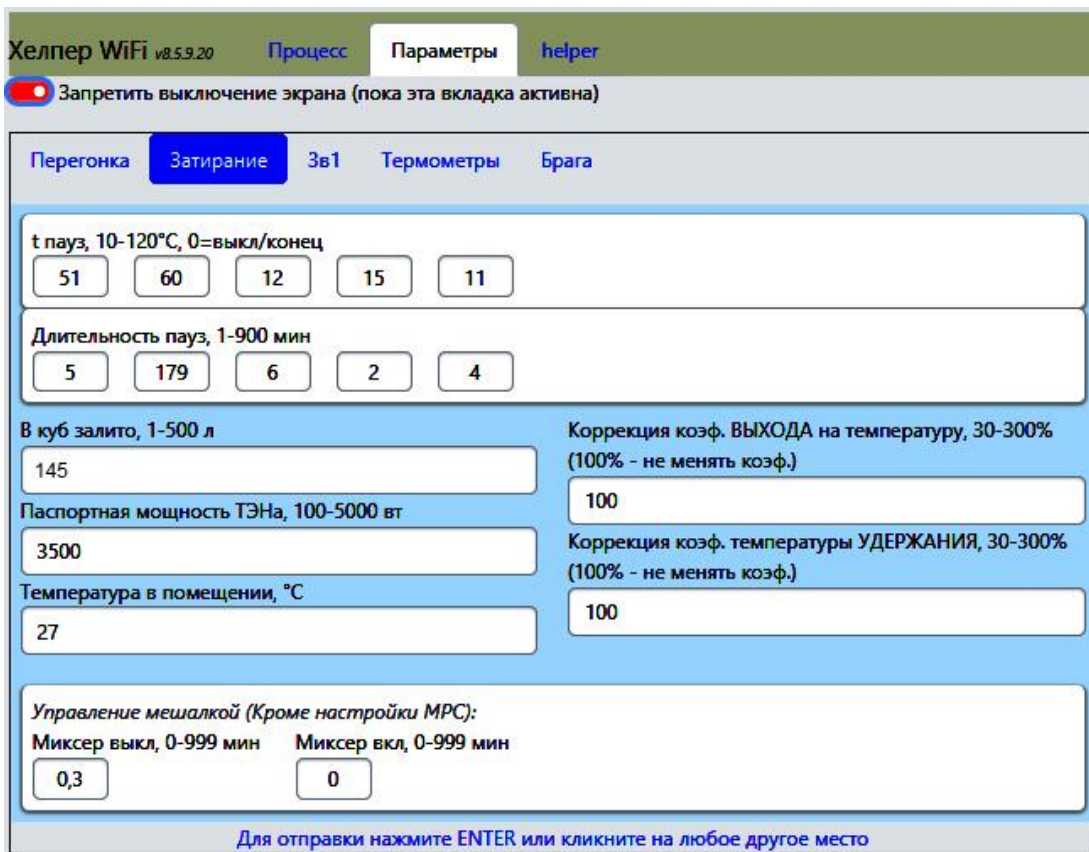 Хелпер WiFi v8.5.9.20 Процесс Параметры helper
Запретить выключение экрана (пока эта вкладка активна)
Перегонка Затирание 3в1 Термометры Брага
t пауз, 10-120°C, 0=выкл/конец
51 60 12 15 11
Длительность пауз, 1-900 мин
5 179 6 2 4
В куб залито, 1-500 л
145
Паспортная мощность ТЭНа, 100-5000 вт
3500
Температура в помещении, °C
27
Коррекция коэф. ВЫХОДА на температуру, 30-300%
(100% - не менять коэф.)
100
Коррекция коэф. температуры УДЕРЖАНИЯ, 30-300%
(100% - не менять коэф.)
100
Управление мешалкой (Кроме настройки МРС):
Миксер выкл, 0-999 мин Миксер вкл, 0-999 мин
0,3 0
Для отправки нажмите ENTER или кликните на любое другое место